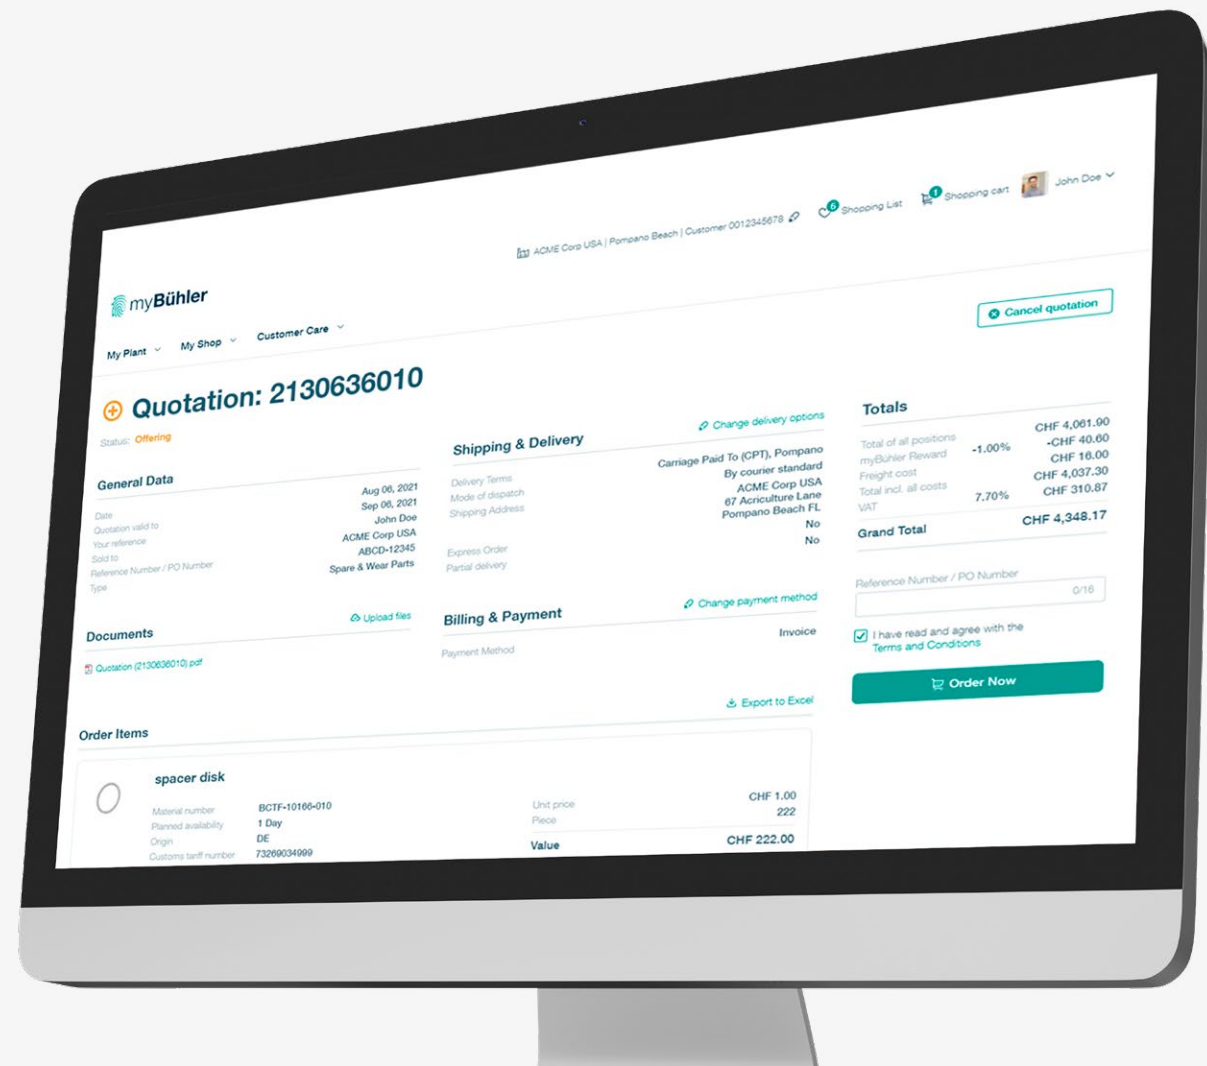 ACME Corp USA | Pompano Beach | Customer 0012345678
6 Shopping List
1 Shopping cart
John Doe
myBühler
My Plant
My Shop
Customer Care
Cancel quotation
Quotation: 2130636010
Status: Offering
General Data
Date Aug 06, 2021
Quotation valid to Sep 06, 2021
Your reference John Doe
Sold to ACME Corp USA
Reference Number / PO Number ABCD-12345
Type Spare & Wear Parts
Documents
Upload files
Quotation (2130636010).pdf
Shipping & Delivery
Change delivery options
Delivery Terms Carriage Paid To (CPT), Pompano
Mode of dispatch By courier standard
Shipping Address ACME Corp USA
67 Acriculture Lane
Pompano Beach FL
Express Order No
Partial delivery No
Billing & Payment
Change payment method
Payment Method Invoice
Totals
Total of all positions CHF 4,061.90
myBühler Reward -1.00% -CHF 40.60
Freight cost CHF 16.00
Total incl. all costs CHF 4,037.30
VAT 7.70% CHF 310.87
Grand Total CHF 4,348.17
Reference Number / PO Number
0/16
I have read and agree with the
Terms and Conditions
Order Now
Order Items
Export to Excel
spacer disk
Material number BCTF-10166-010
Planned availability 1 Day
Origin DE
Customs tariff number 73269034999
Unit price CHF 1.00
Piece 222
Value CHF 222.00